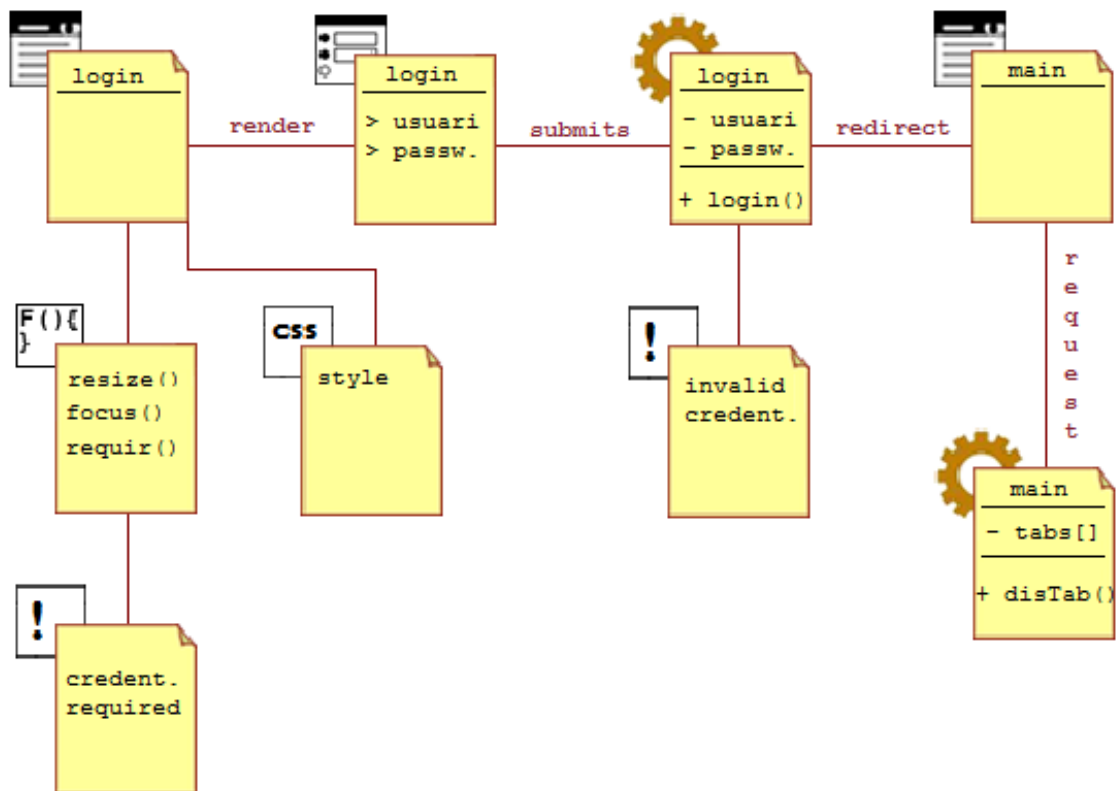 login
render
login
> usuari
> passw.
submits
login
- usuari
- passw.
+ login()
redirect
main
request
F(){
}
resize()
focus()
requir()
css
style
!
invalid
credent.
main
- tabs[]
+ disTab()
!
credent.
required